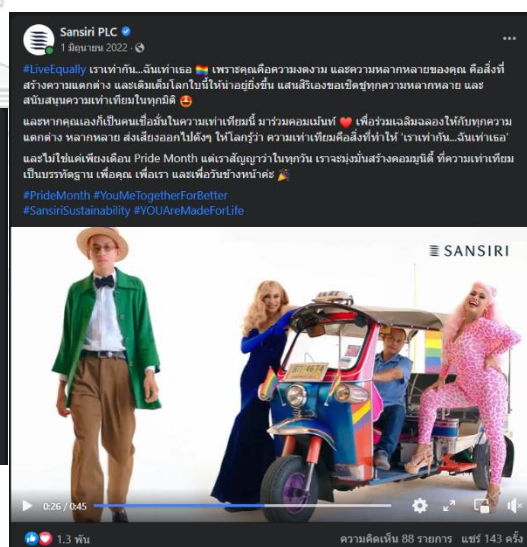 Sansiri PLC
1 มิถุนายน 2022 ·
#LiveEqually เราเท่ากัน...ฉันเท่าเธอ 🏳️‍🌈 เพราะคุณคือความงดงาม และความหลากหลายของคุณ คือสิ่งที่
สร้างความแตกต่าง และเติมเต็มโลกใบนี้ให้น่าอยู่ยิ่งขึ้น แสนสิริเองขอเชิดชูทุกความหลากหลาย และ
สนับสนุนความเท่าเทียมในทุกมิติ 🤩
และหากคุณเองก็เป็นคนเชื่อมั่นในความเท่าเทียมนี้ มาร่วมคอมเม้นท์ ❤️ เพื่อร่วมเฉลิมฉลองให้กับทุกความ
แตกต่าง หลากหลาย ส่งเสียงออกไปดังๆ ให้โลกรู้ว่า ความเท่าเทียมคือสิ่งที่ทำให้ 'เราเท่ากัน...ฉันเท่าเธอ'
และไม่ใช่แค่เพียงเดือน Pride Month แต่เราสัญญาว่าในทุกวัน เราจะมุ่งมั่นสร้างคอมมูนิตี้ ที่ความเท่าเทียม
เป็นบรรทัดฐาน เพื่อคุณ เพื่อเรา และเพื่อวันข้างหน้าค่ะ 🎉
#PrideMonth #YouMeTogetherForBetter
#SansiriSustainability #YOUAreMadeForLife
SANSIRI
0:26 / 0:45
1.3 พัน ความคิดเห็น 88 รายการ แชร์ 143 ครั้ง